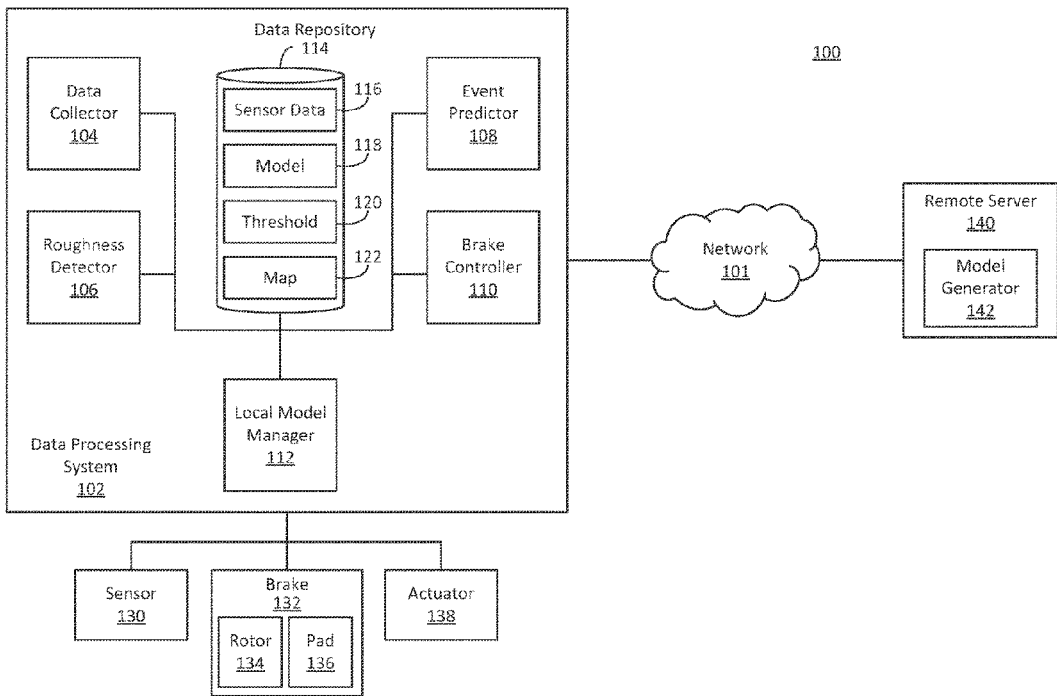 Data Repository
114
100
Data
Collector
104
Sensor Data
116
Event
Predictor
108
Model
118
Threshold
120
Map
122
Roughness
Detector
106
Brake
Controller
110
Network
101
Remote Server
140
Model
Generator
142
Local Model
Manager
112
Data Processing
System
102
Sensor
130
Brake
132
Rotor
134
Pad
136
Actuator
138